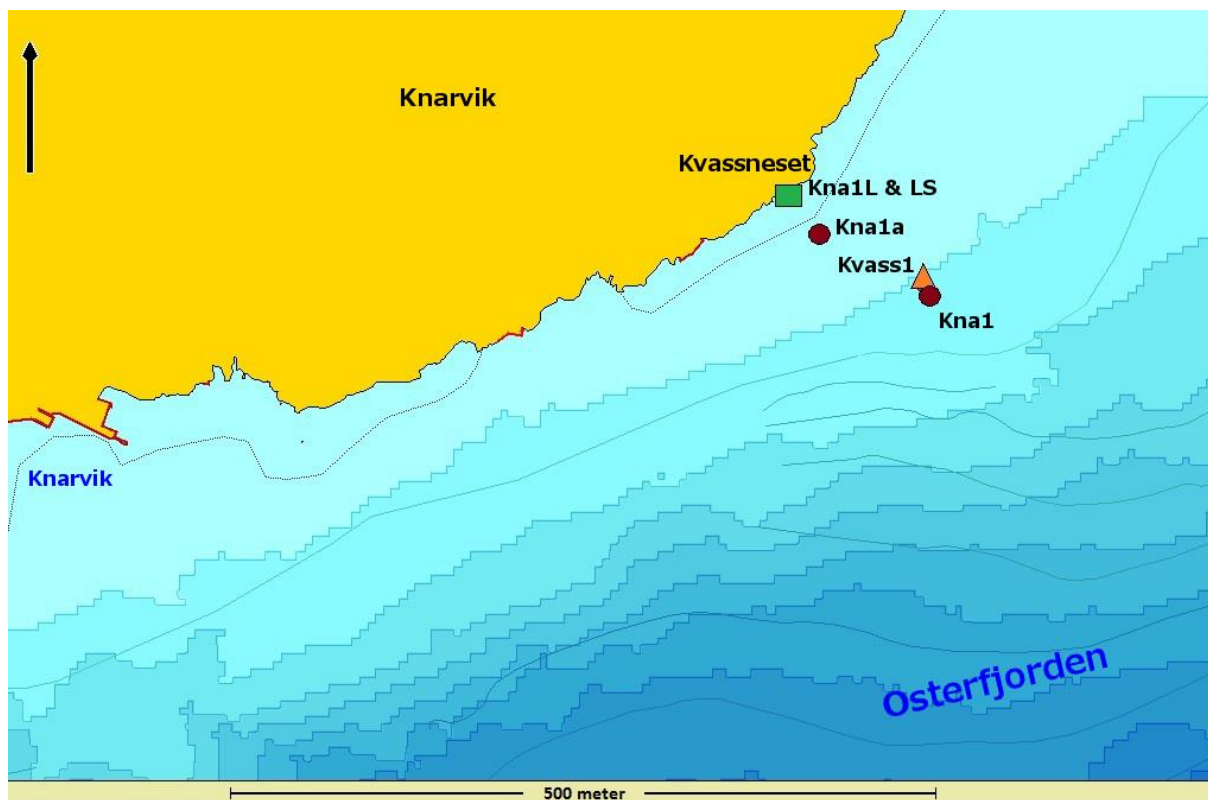 Knarvik
Kvassneset
Kna1L & LS
Kna1a
Kvass1
Kna1
Knarvik
Osterfjorden
500 meter